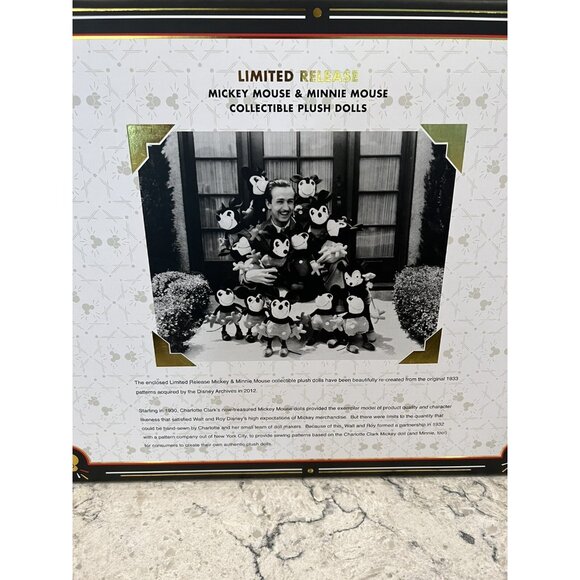 LIMITED RELEASE
MICKEY MOUSE & MINNIE MOUSE
COLLECTIBLE PLUSH DOLLS
The enclosed Limited Release Mickey & Minnie Mouse collectible plush dolls have been beautifully re-created from the original 1933
patterns acquired by the Disney Archives in 2012.
Starting in 1930, Charlotte Clark's now-treasured Mickey Mouse dolls provided the exemplar model of product quality and character
likeness that satisfied Walt and Roy Disney's high expectations of Mickey merchandise. But there were limits to the quantity that
could be hand-sewn by Charlotte and her small team of doll makers. Because of this, Walt and Roy formed a partnership in 1932
with a pattern company out of New York City, to provide sewing patterns based on the Charlotte Clark Mickey doll (and Minnie, too!)
for consumers to create their own authentic plush dolls.